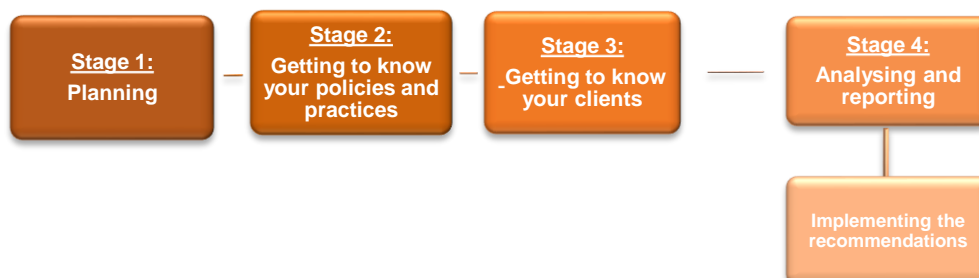 Stage 1:
Planning
Stage 2:
Getting to know
your policies and
practices
Stage 3:
Getting to know
your clients
Stage 4:
Analysing and
reporting
Implementing the
recommendations